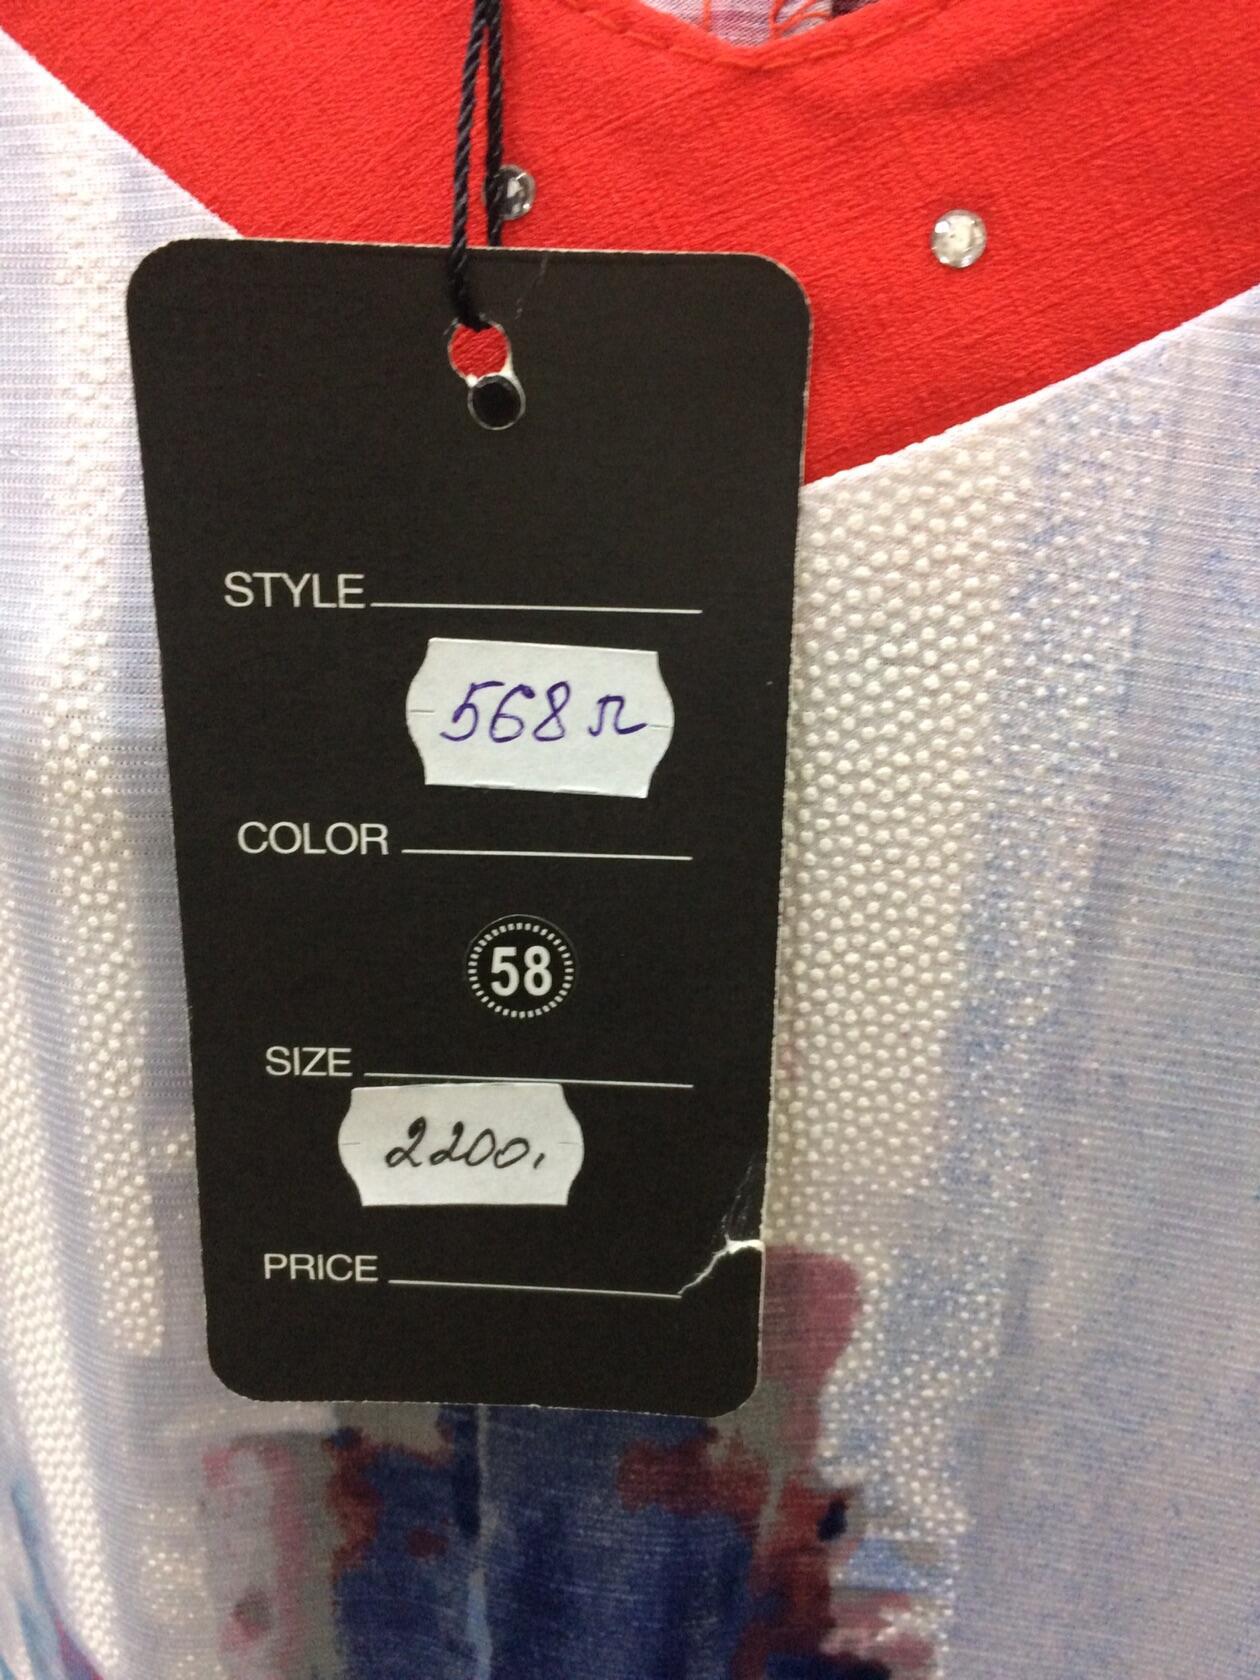 STYLE
568 л
COLOR
58
SIZE
2200.
PRICE